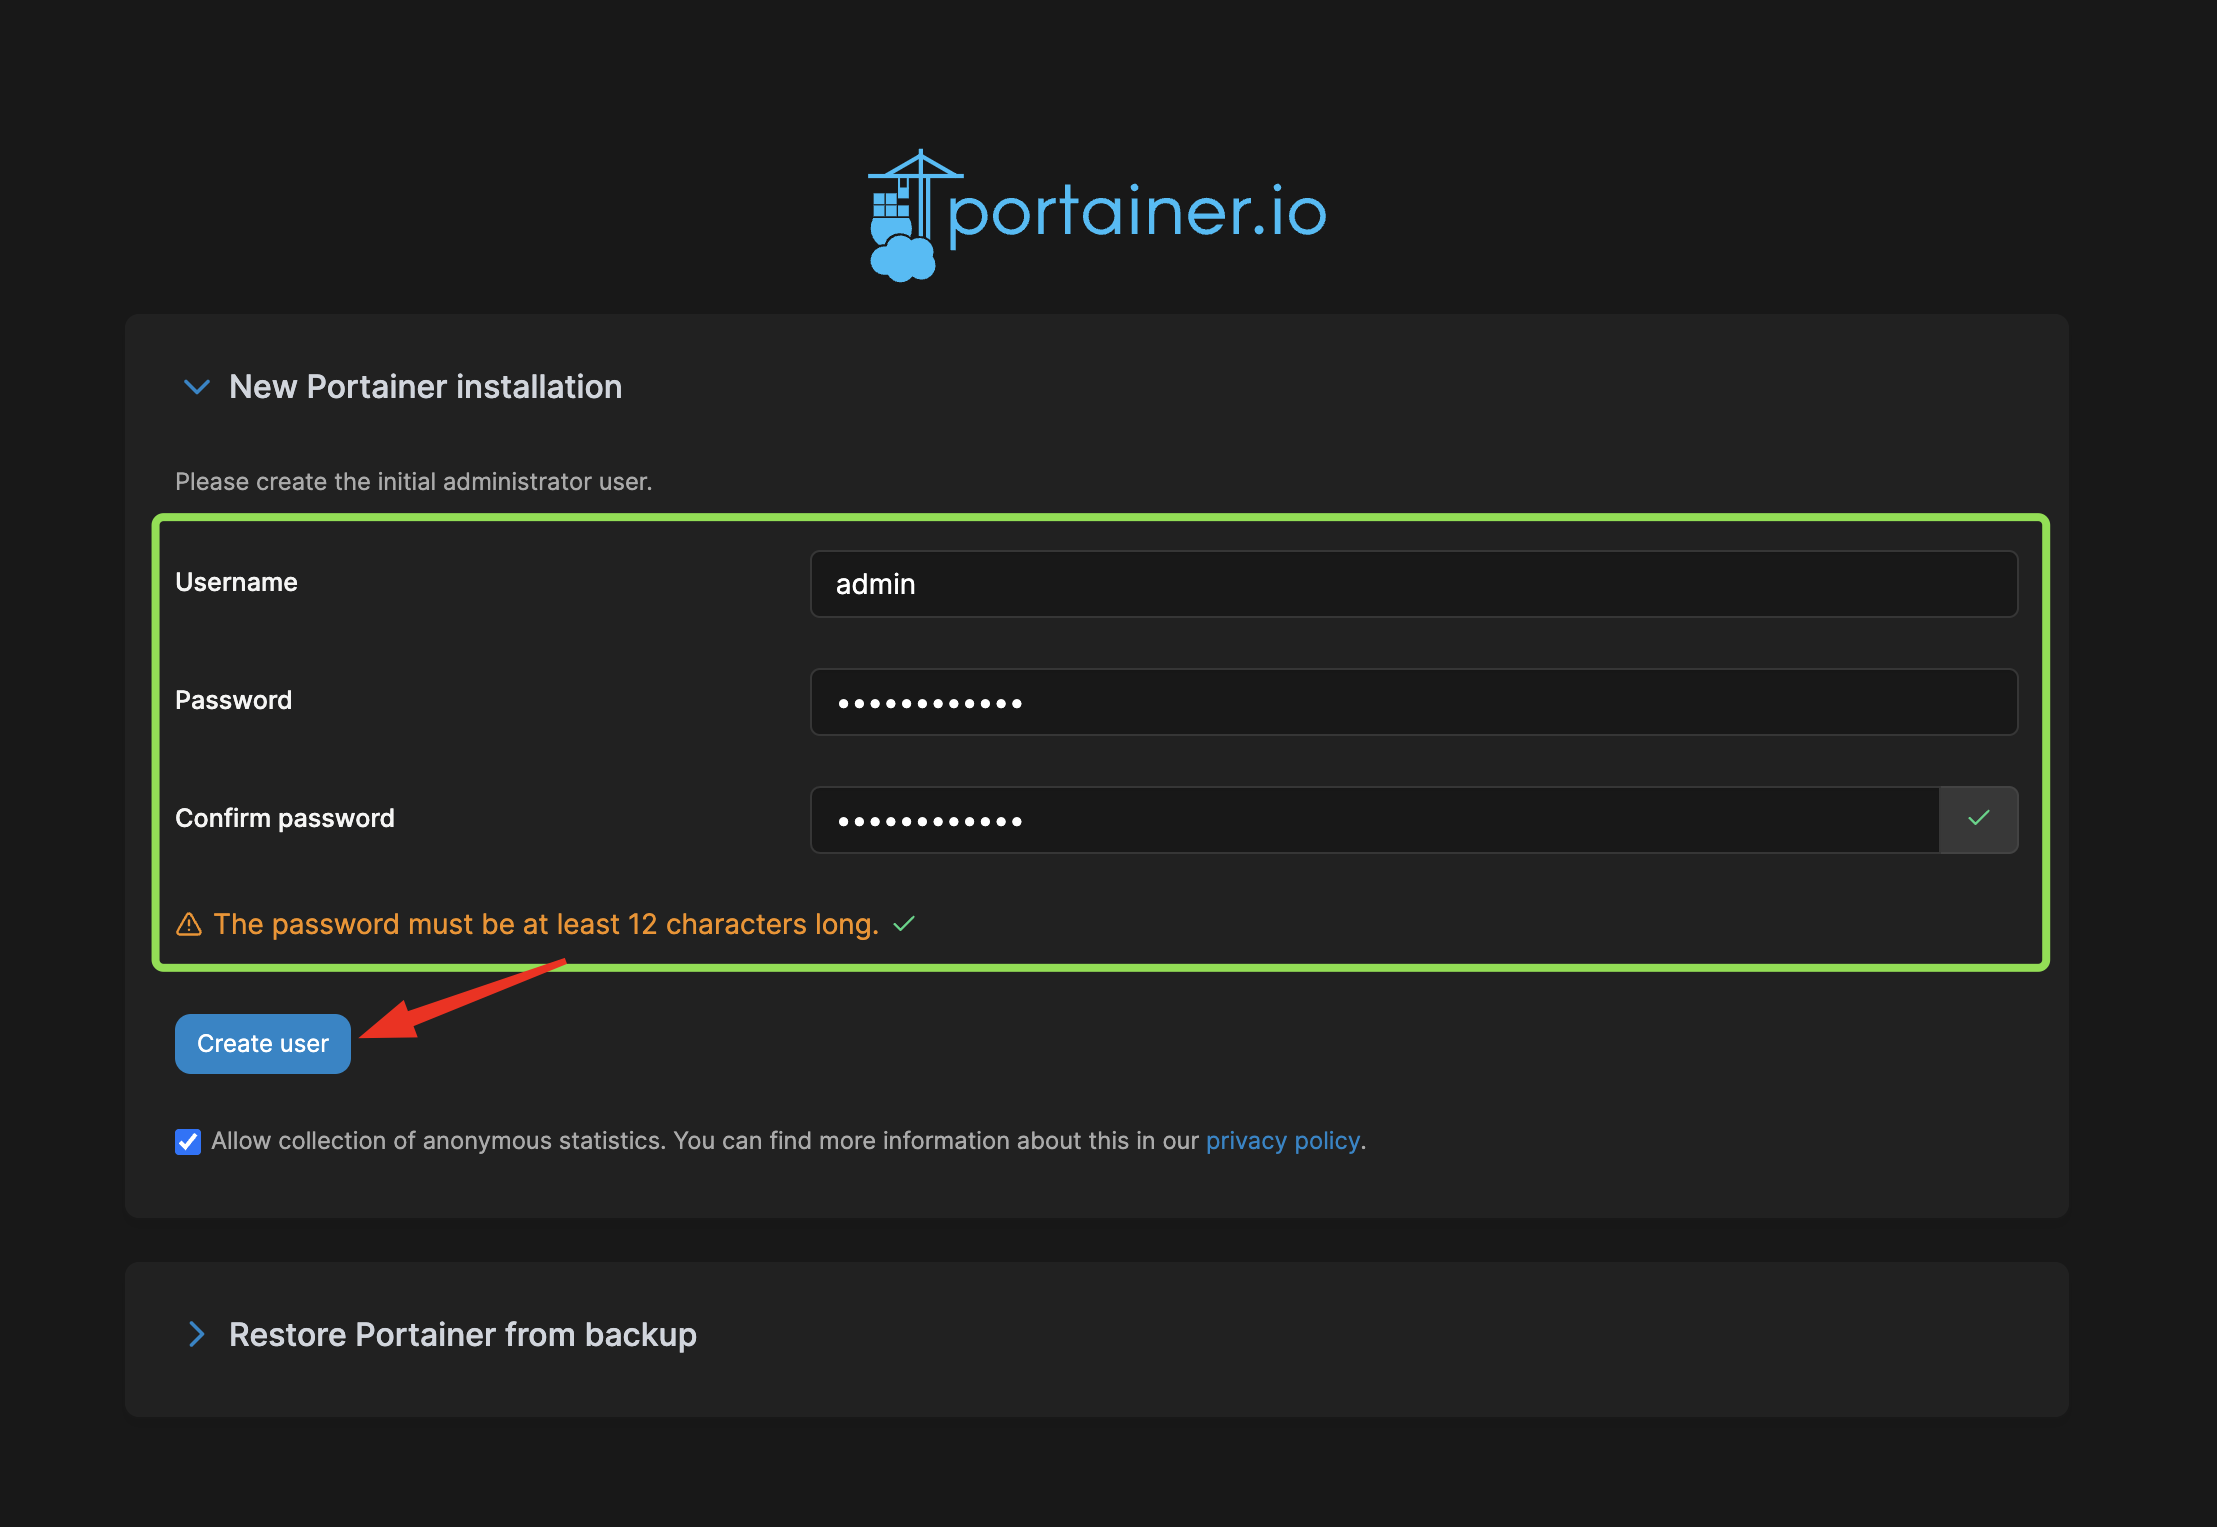 portainer.io
New Portainer installation
Please create the initial administrator user.
Username
admin
Password
••••••••••••
Confirm password
••••••••••••
The password must be at least 12 characters long.
Create user
Allow collection of anonymous statistics. You can find more information about this in our privacy policy.
Restore Portainer from backup